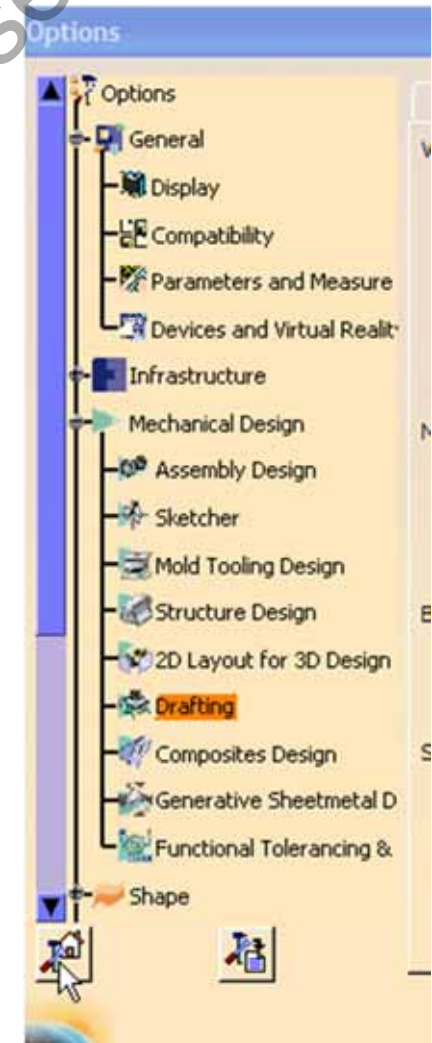 Options
Options
General
Display
Compatibility
Parameters and Measure
Devices and Virtual Realit
Infrastructure
Mechanical Design
Assembly Design
Sketcher
Mold Tooling Design
Structure Design
2D Layout for 3D Design
Drafting
Composites Design
Generative Sheetmetal D
Functional Tolerancing &
Shape